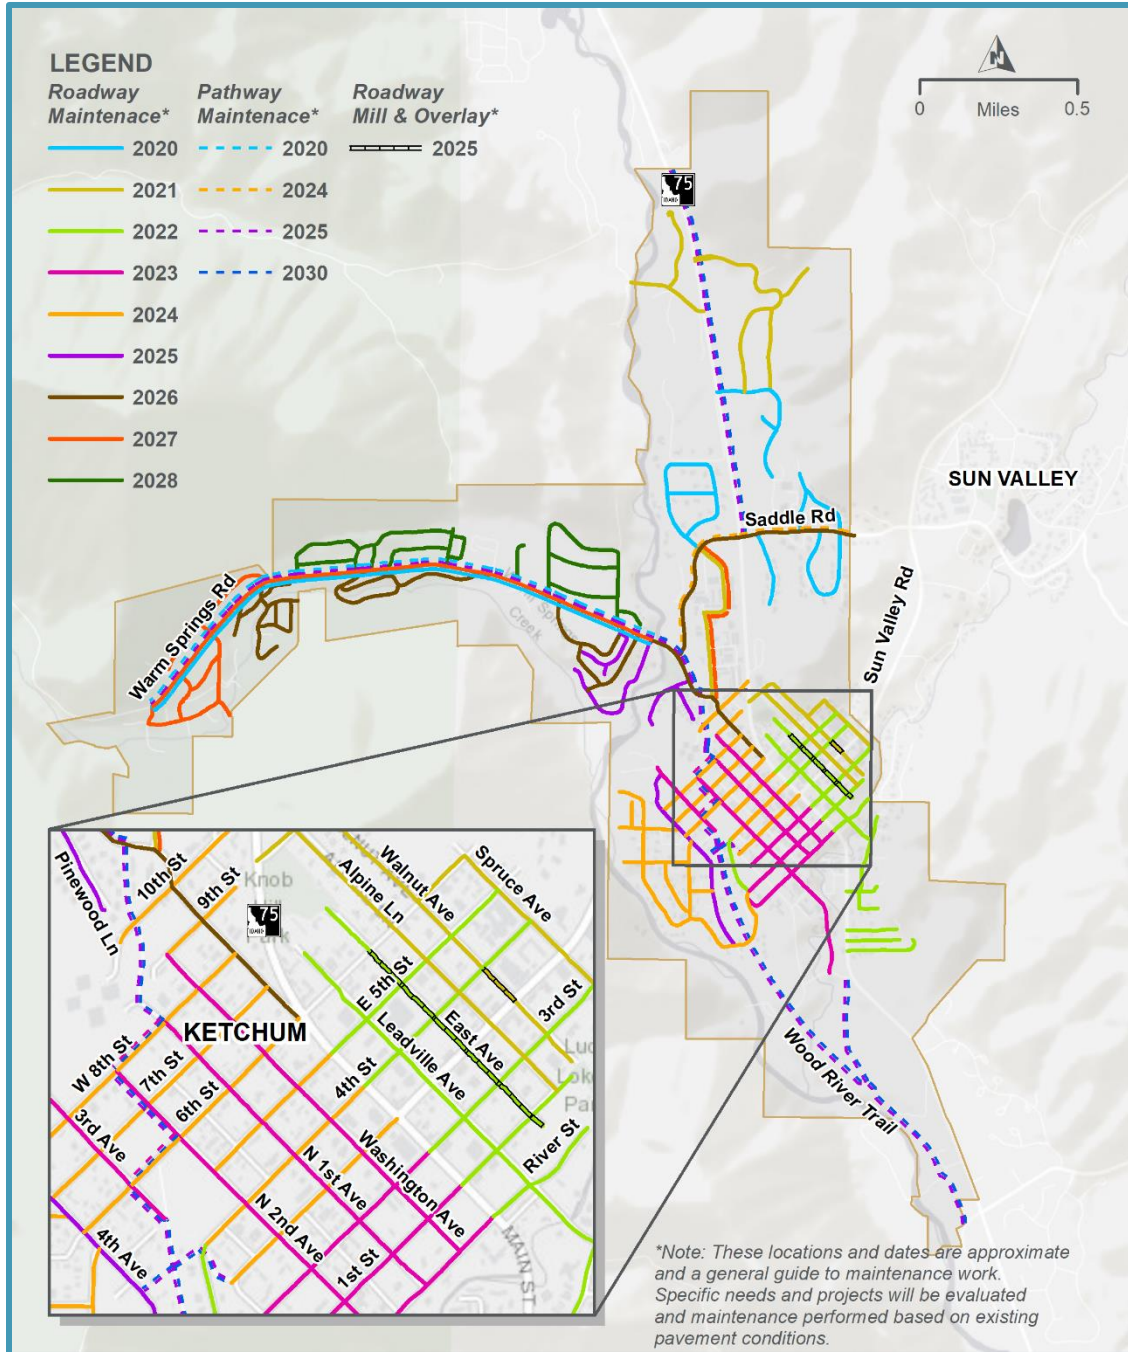 LEGEND
Roadway
Maintenace*
Pathway
Maintenace*
Roadway
Mill & Overlay*
2020
2020
2025
2021
2024
2022
2025
2023
2030
2024
2025
2026
2027
2028
N
0
0.5
Miles
75
IDAHO
SUN VALLEY
Saddle Rd
Sun Valley Rd
Warm Springs Rd
Creek
Wood River Trail
Pinewood Ln
10th St
9th St
Knob
75
IDAHO
Park
Alpine Ln
Walnut Ave
Spruce Ave
E 5th St
3rd St
East Ave
Leadville Ave
KETCHUM
4th St
W 8th St
7th St
6th St
3rd Ave
N 1st Ave
Washington Ave
River St
N 2nd Ave
4th Ave
1st St
MAIN ST
*Note: These locations and dates are approximate
and a general guide to maintenance work.
Specific needs and projects will be evaluated
and maintenance performed based on existing
pavement conditions.